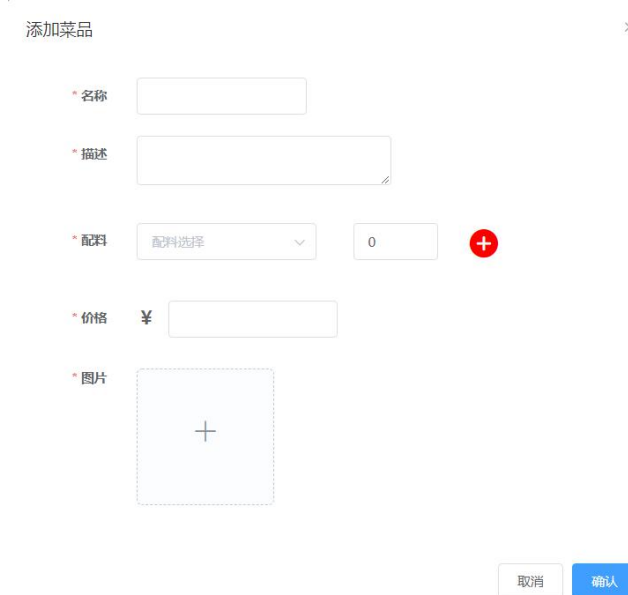 添加菜品
* 名称
* 描述
* 配料 配料选择 0
* 价格 ¥
* 图片
取消 确认